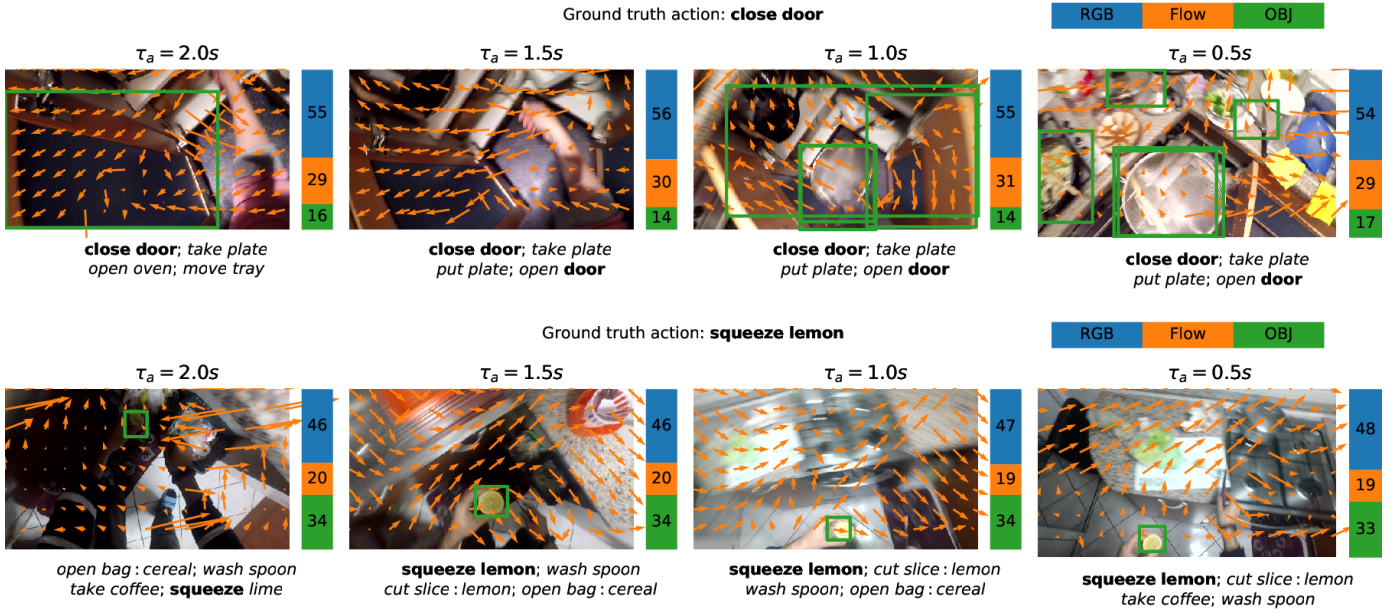 Ground truth action: close door
RGB Flow OBJ
τa = 2.0s
τa = 1.5s
τa = 1.0s
τa = 0.5s
55
29
16
56
30
14
55
31
14
54
29
17
close door; take plate
open oven; move tray
close door; take plate
put plate; open door
close door; take plate
put plate; open door
close door; take plate
put plate; open door
Ground truth action: squeeze lemon
RGB Flow OBJ
τa = 2.0s
τa = 1.5s
τa = 1.0s
τa = 0.5s
46
20
34
46
20
34
47
19
34
48
19
33
open bag : cereal; wash spoon
take coffee; squeeze lime
squeeze lemon; wash spoon
cut slice : lemon; open bag : cereal
squeeze lemon; cut slice : lemon
wash spoon; open bag : cereal
squeeze lemon; cut slice : lemon
take coffee; wash spoon